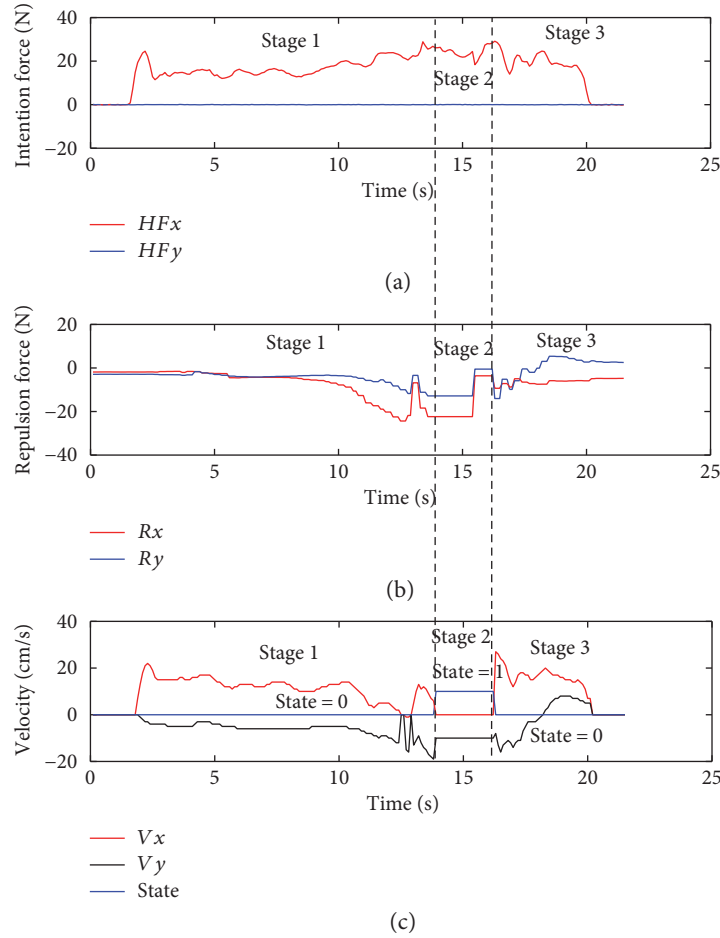 40
20
0
−20
Intention force (N)
Stage 1
Stage 2
Stage 3
0 5 10 15 20 25
Time (s)
HFx
HFy
(a)
20
0
−20
−40
Repulsion force (N)
Stage 1
Stage 2
Stage 3
0 5 10 15 20 25
Time (s)
Rx
Ry
(b)
40
20
0
−20
Velocity (cm/s)
Stage 1
Stage 2
Stage 3
State = 1
State = 0
State = 0
0 5 10 15 20 25
Time (s)
Vx
Vy
State
(c)